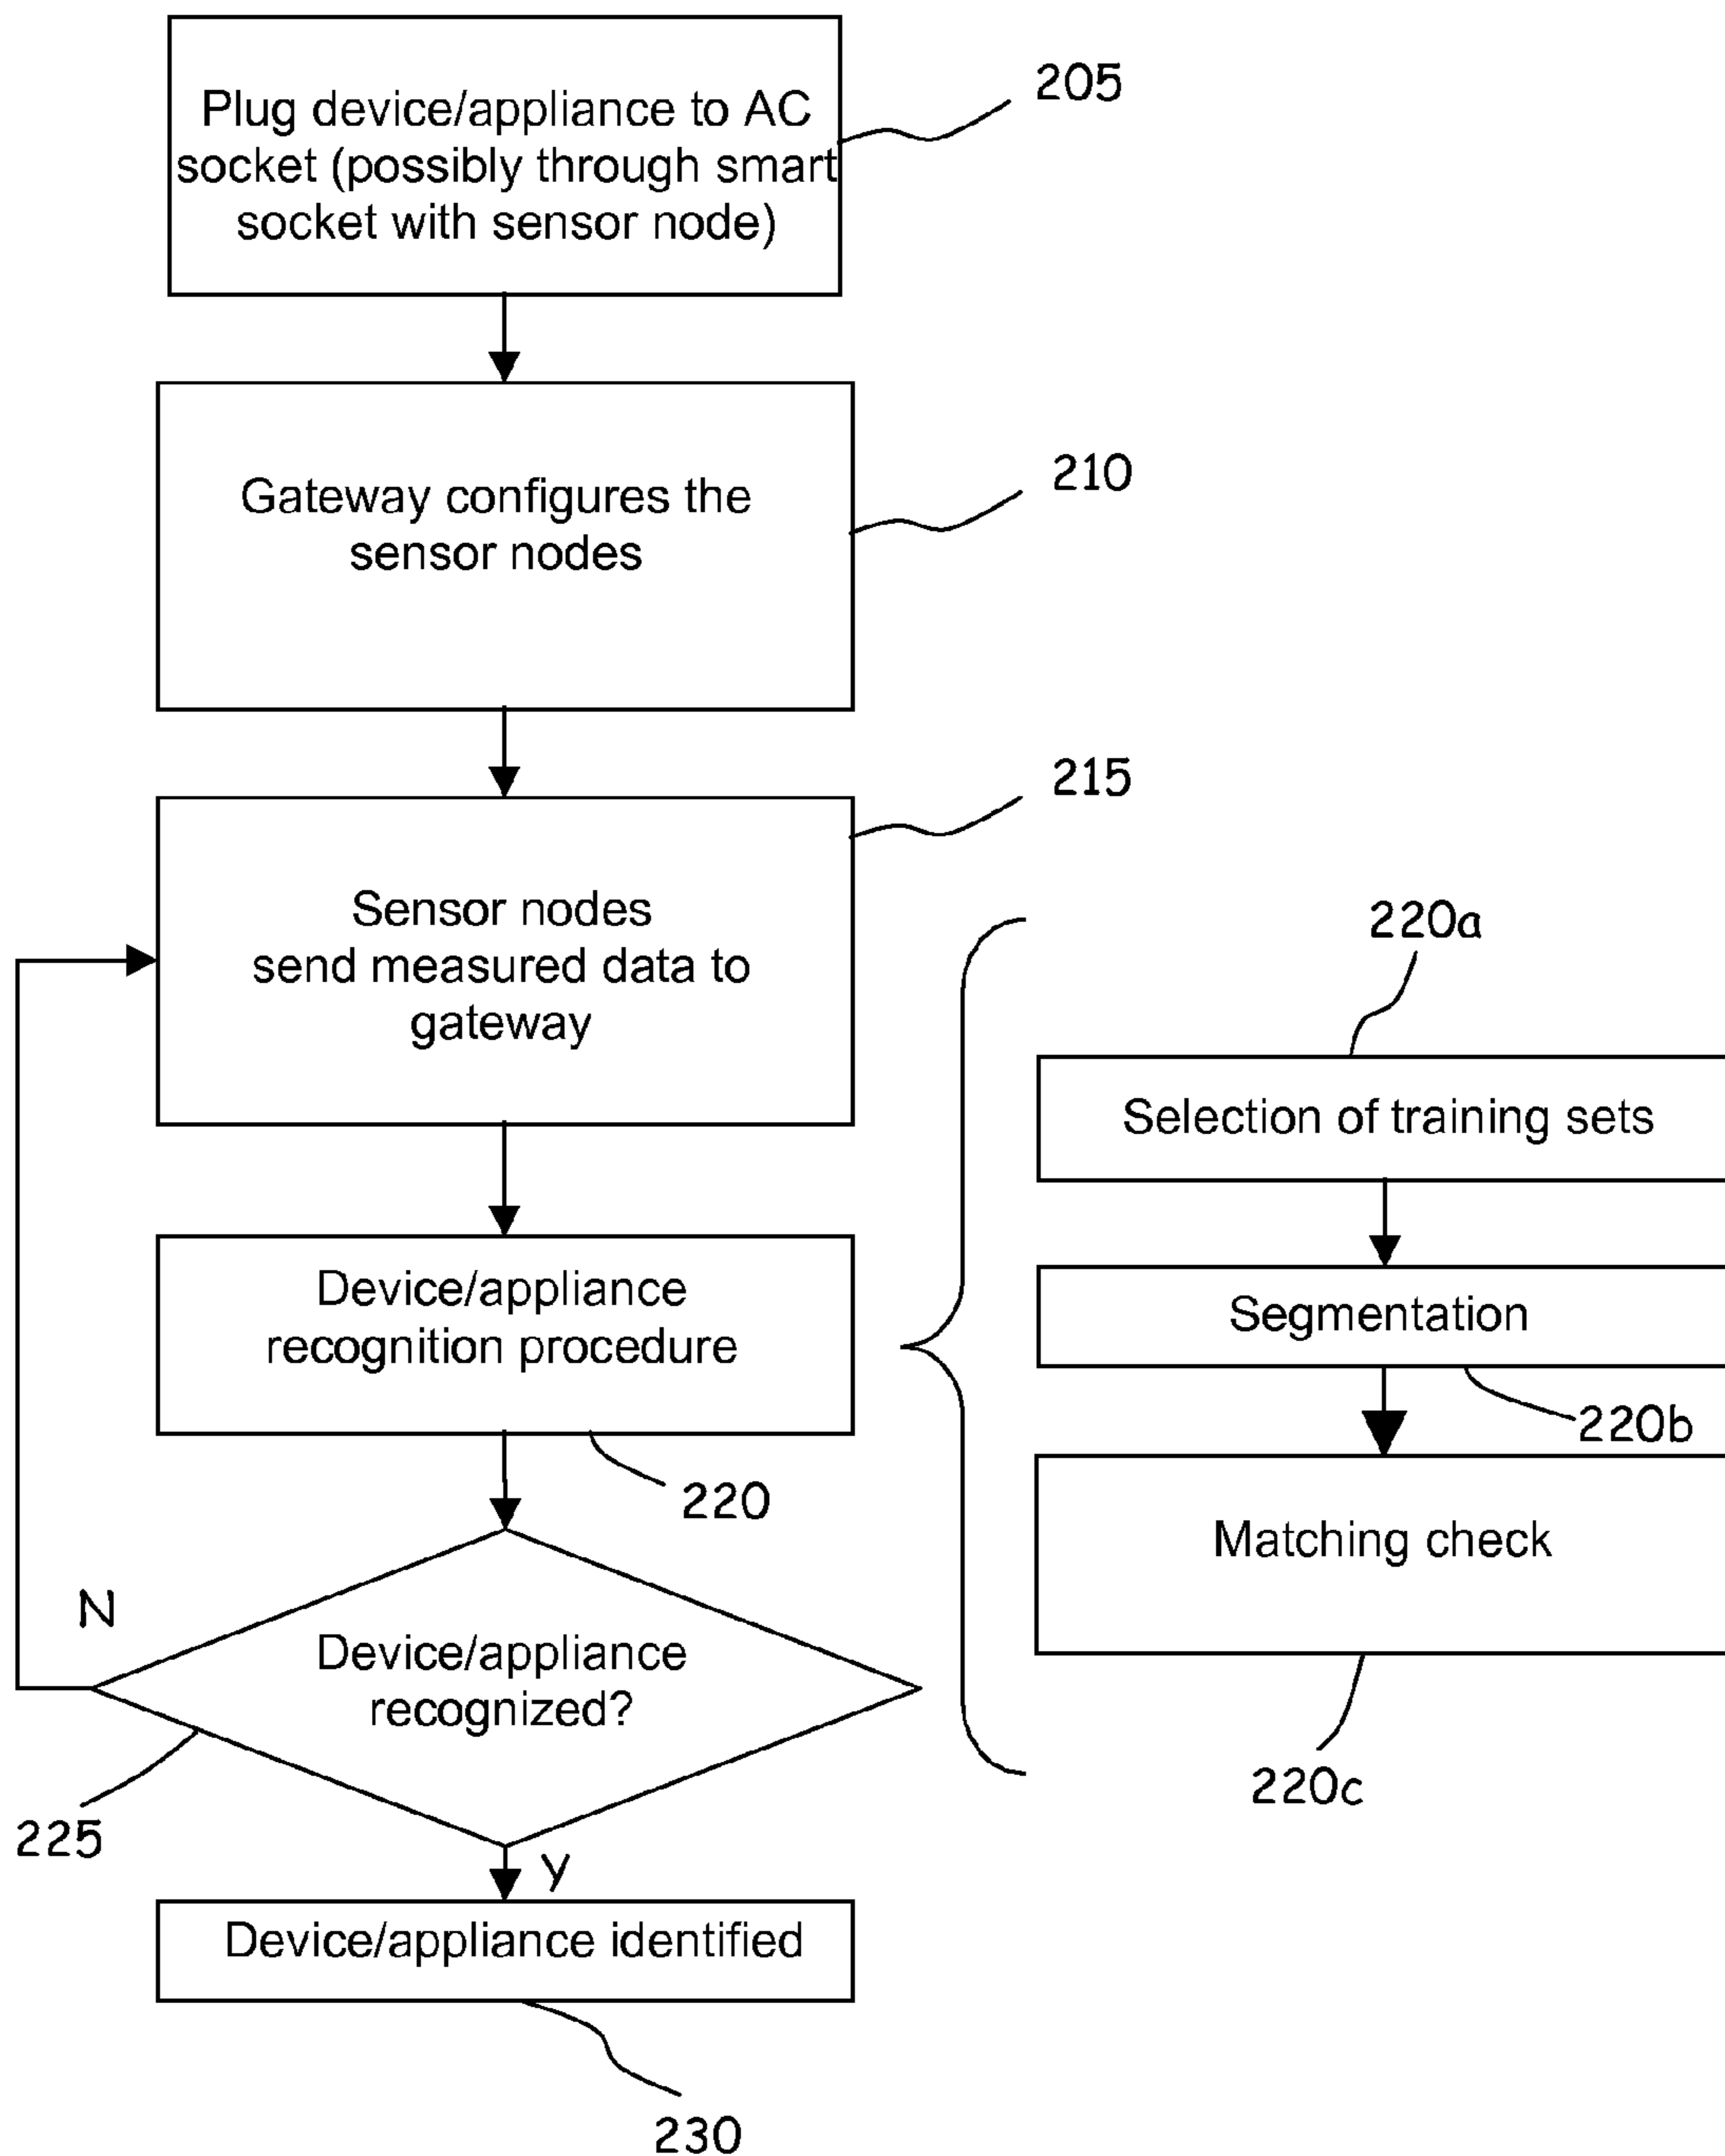 Plug device/appliance to AC
socket (possibly through smart
socket with sensor node)
205
Gateway configures the
sensor nodes
210
215
Sensor nodes
send measured data to
gateway
220a
Selection of training sets
Device/appliance
recognition procedure
Segmentation
220b
220
Matching check
N
Device/appliance
recognized?
220c
225
y
Device/appliance identified
230